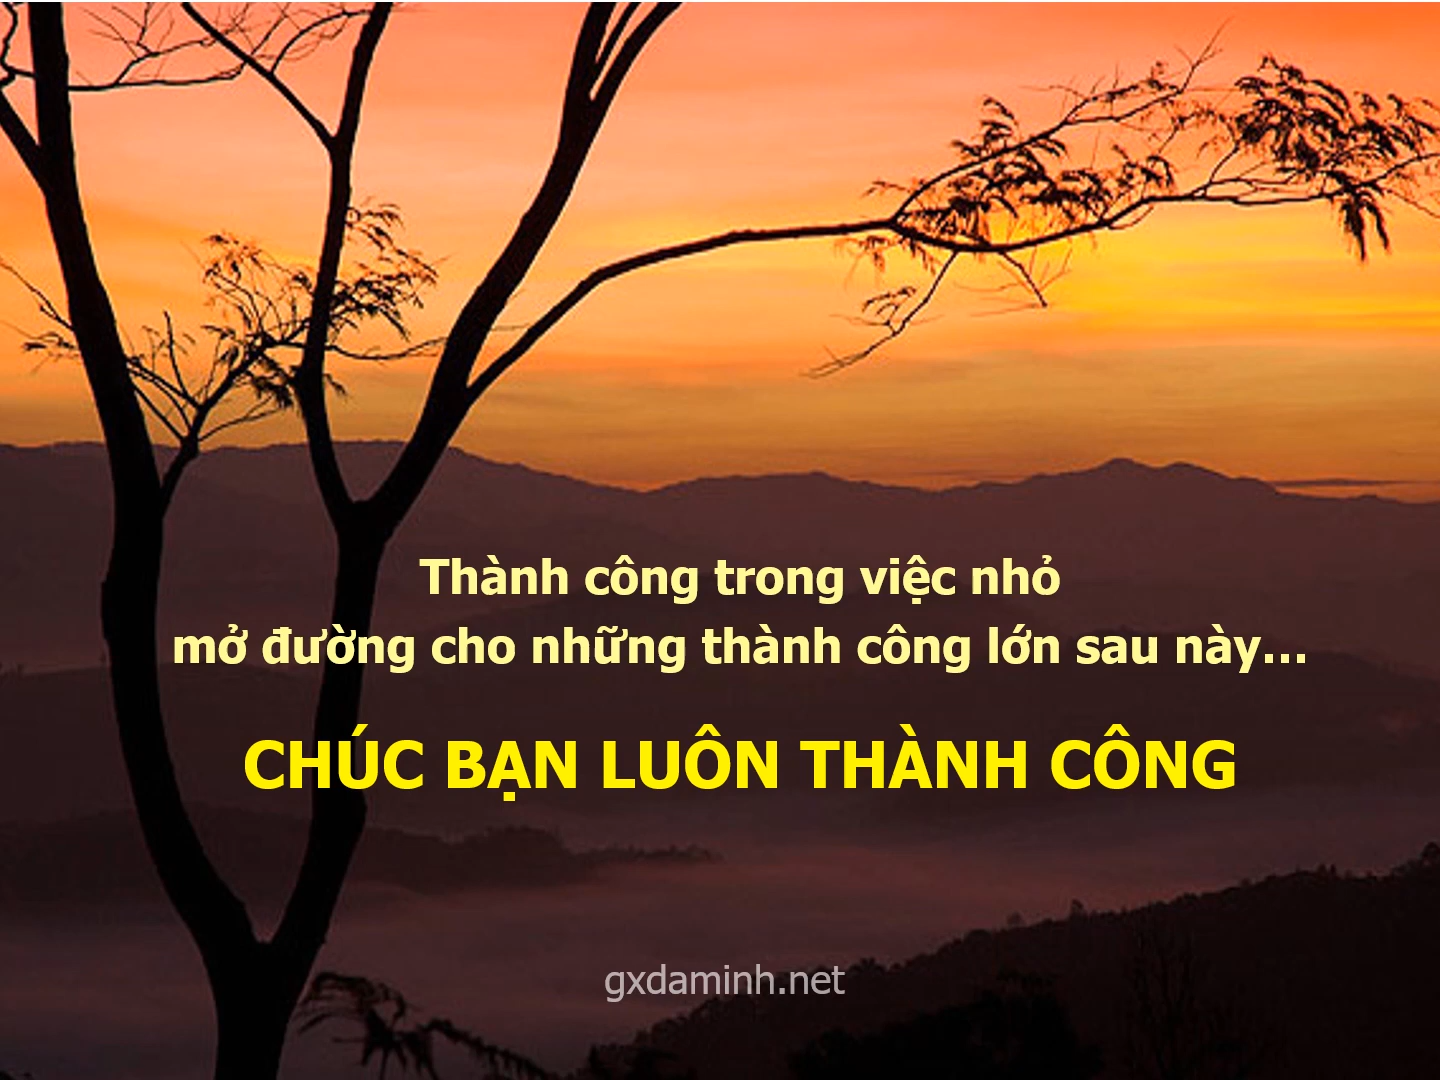 Thành công trong việc nhỏ
mở đường cho những thành công lớn sau này...
CHÚC BẠN LUÔN THÀNH CÔNG
gxdaminh.net